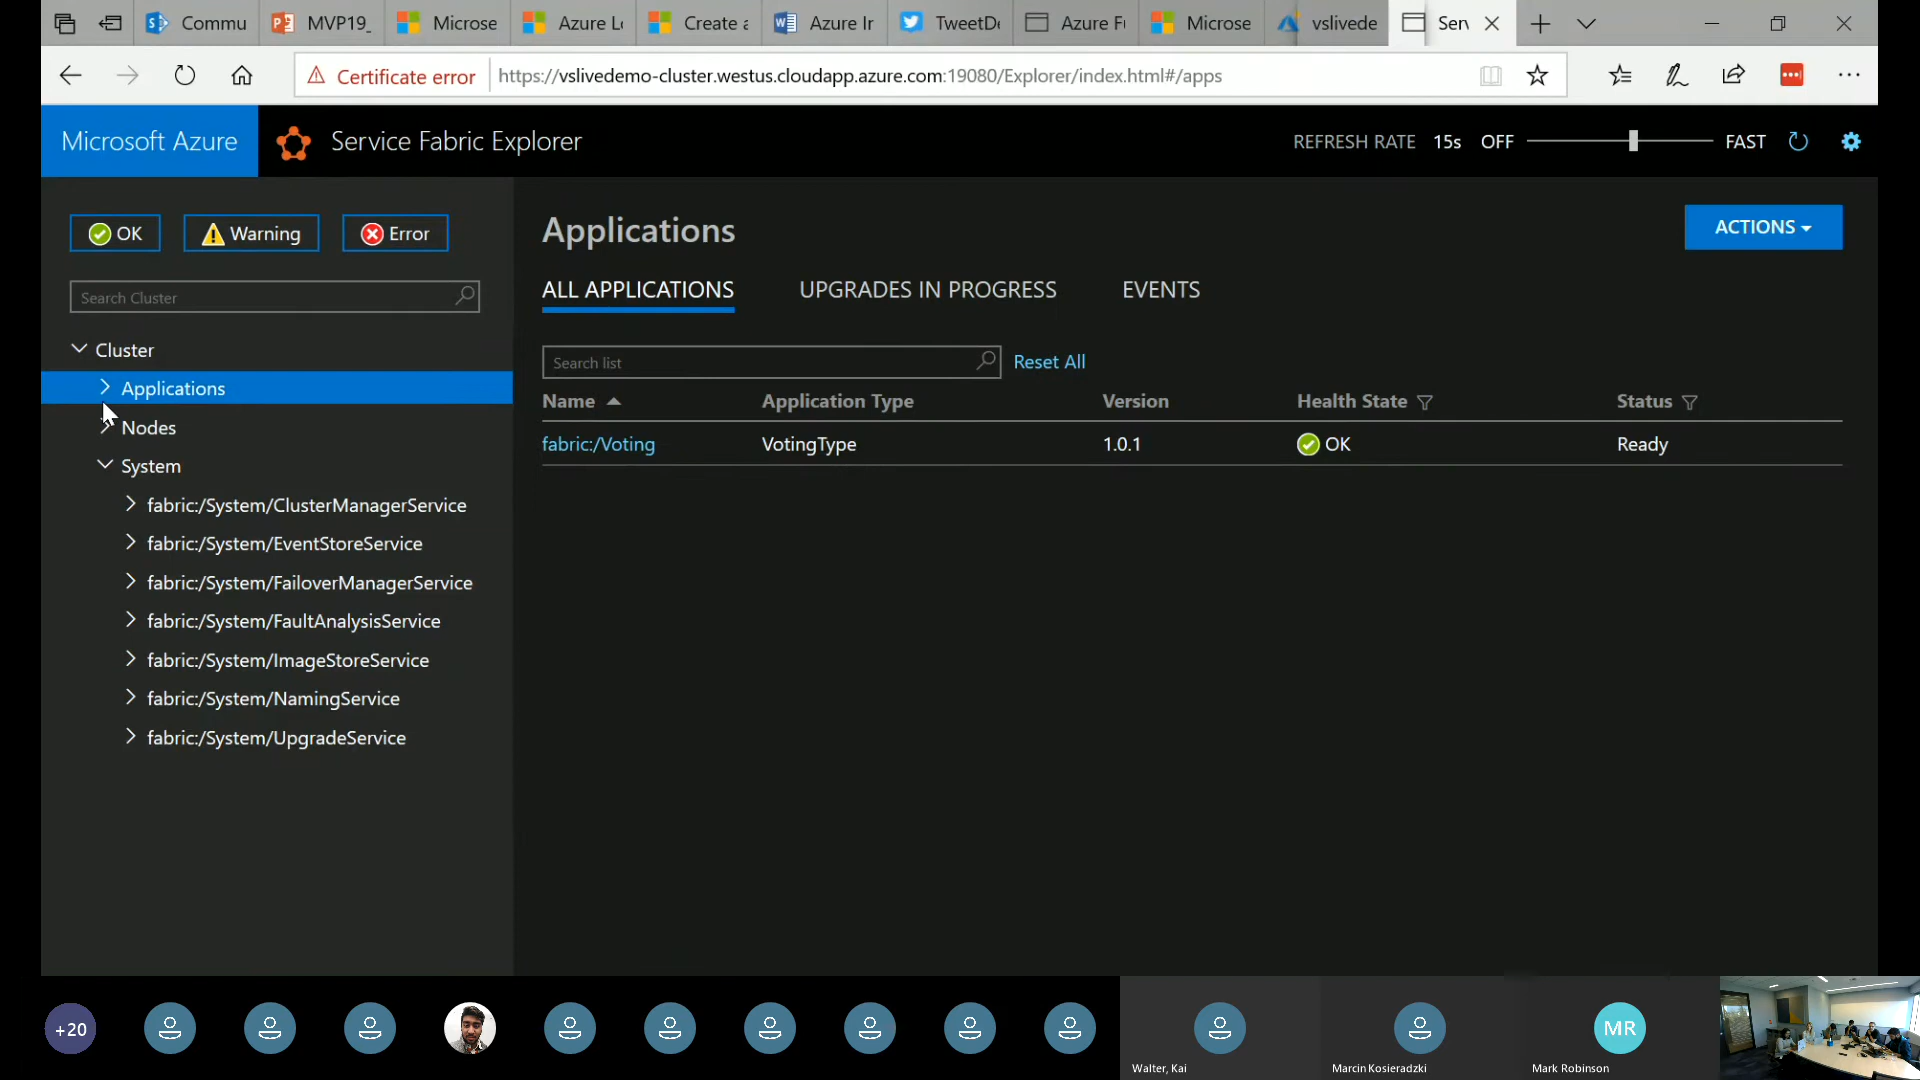 Commu
MVP19_
Microse
Azure Lo
Create a
Azure Ir
TweetDe
Azure Fu
Microse
vslivede
Serv
Certificate error
https://vslivedemo-cluster.westus.cloudapp.azure.com:19080/Explorer/index.html#/apps
Microsoft Azure
Service Fabric Explorer
REFRESH RATE 15s OFF FAST
OK
Warning
Error
Search Cluster
Cluster
Applications
Nodes
System
fabric:/System/ClusterManagerService
fabric:/System/EventStoreService
fabric:/System/FailoverManagerService
fabric:/System/FaultAnalysisService
fabric:/System/ImageStoreService
fabric:/System/NamingService
fabric:/System/UpgradeService
Applications
ACTIONS
ALL APPLICATIONS UPGRADES IN PROGRESS EVENTS
Search list
Reset All
Name Application Type Version Health State Status
fabric:/Voting VotingType 1.0.1 OK Ready
+20
MR
Walter, Kai
Marcin Kosieradzki
Mark Robinson